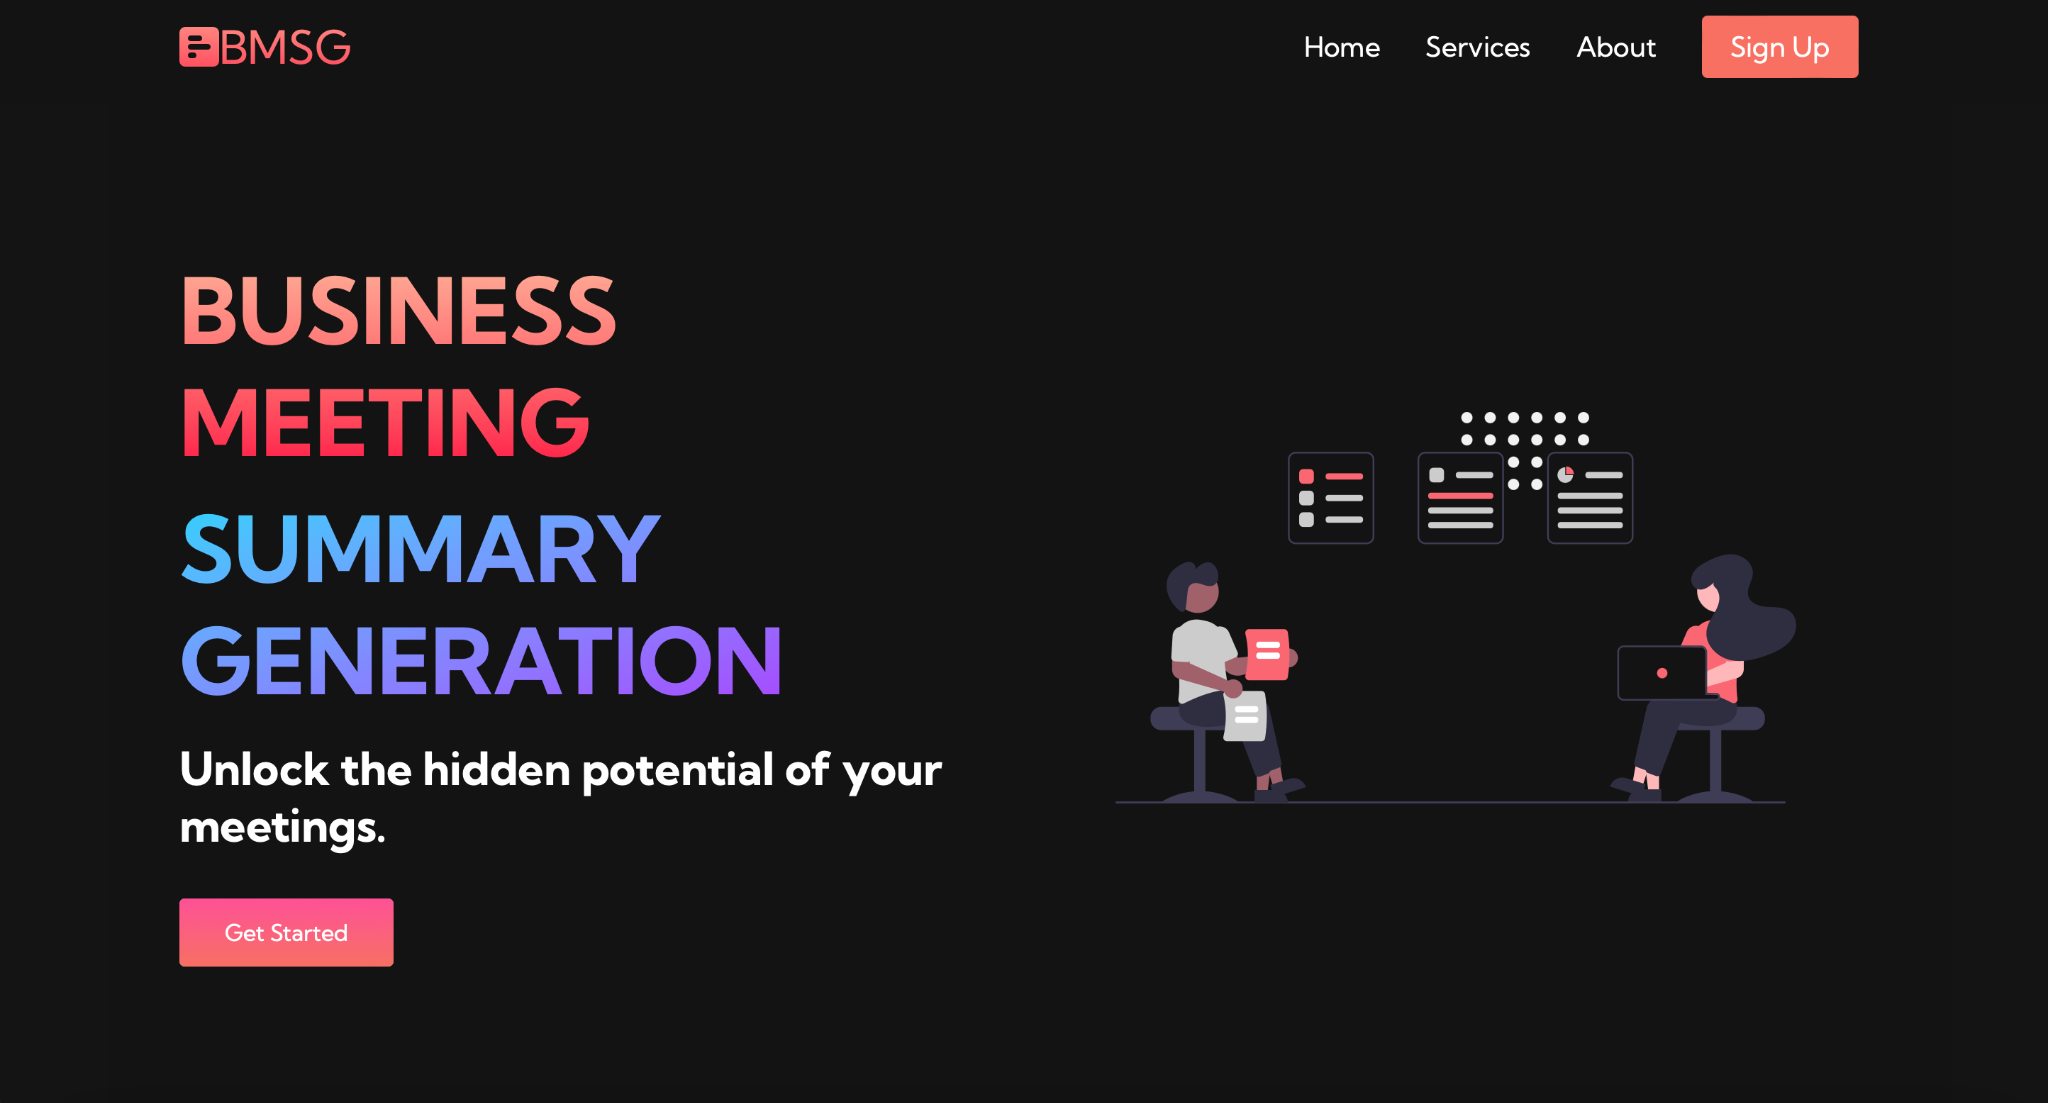 BMSG
Home Services About Sign Up
BUSINESS
MEETING
SUMMARY
GENERATION
Unlock the hidden potential of your
meetings.
Get Started